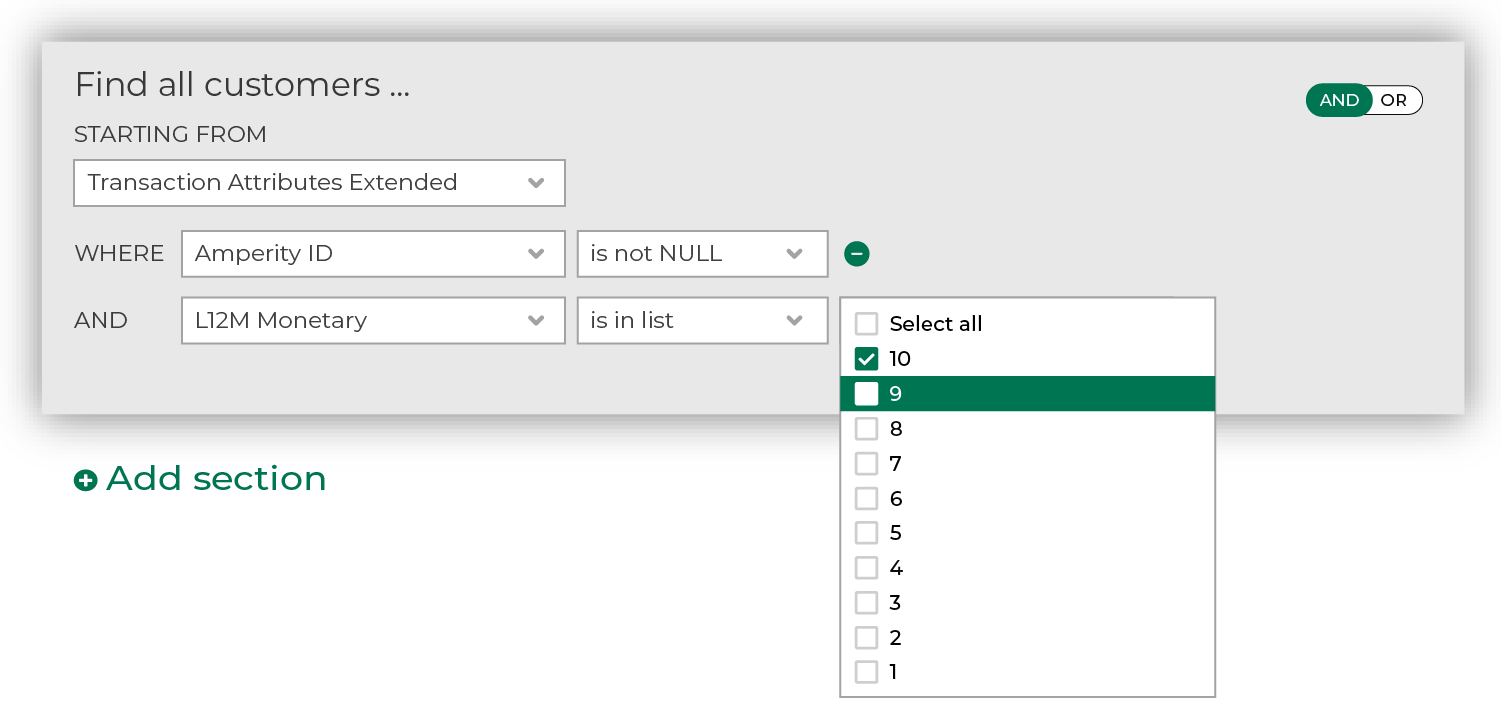 Find all customers ...
AND OR
STARTING FROM
Transaction Attributes Extended
WHERE Amperity ID is not NULL
AND L12M Monetary is in list
Select all
10
9
8
7
6
5
4
3
2
1
Add section